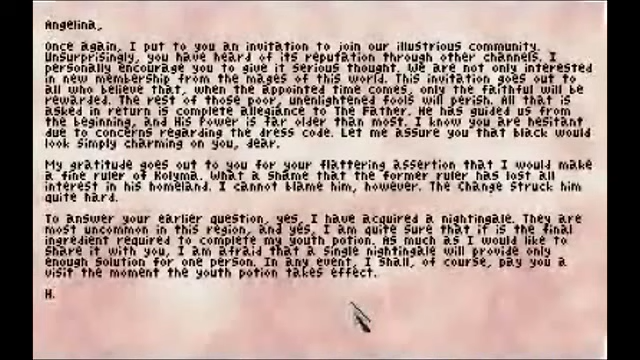 Angelina,
Once again, I put to you an invitation to join our illustrious community.
Unsurprisingly, you have heard of its reputation through other channels. I
personally encourage you to give it serious thought. We are not only interested
in new membership from the mages of this world. This invitation goes out to
all who believe that, when the appointed time comes, only the faithful will be
rewarded. The rest of those poor, unenlightened fools will perish. All that is
asked in return is complete allegiance to The Father. He has guided us from
the beginning, and His power is far older than most. I know you are hesitant
due to concerns regarding the dress code. Let me assure you that black would
look simply charming on you, dear.
My gratitude goes out to you for your flattering assertion that I would make
a fine ruler of Kolyma. What a shame that the former ruler has lost all
interest in his homeland. I cannot blame him, however. The Change struck him
quite hard.
To answer your earlier question, yes, I have acquired a nightingale. They are
most uncommon in this region, and yes, I am quite sure that it is the final
ingredient required to complete my youth potion. As much as I would like to
share it with you, I am afraid that a single nightingale will provide only
enough solution for one person. In any event, I shall, of course, pay you a
visit the moment the youth potion takes effect.
H.